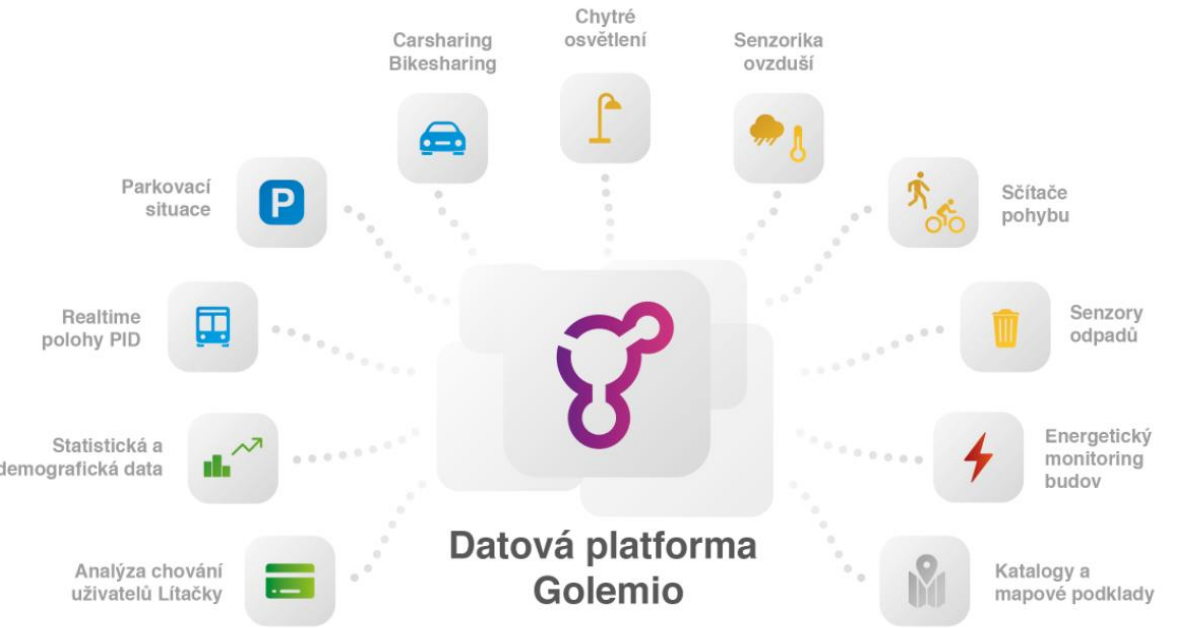 Chytré
osvětlení
Carsharing
Bikesharing
Senzorika
ovzduší
Parkovací
situace
P
Sčítače
pohybu
Realtime
polohy PID
Senzory
odpadů
Statistická a
demografická data
Energetický
monitoring
budov
Datová platforma
Golemio
Analýza chování
uživatelů Lítačky
Katalogy a
mapové podklady